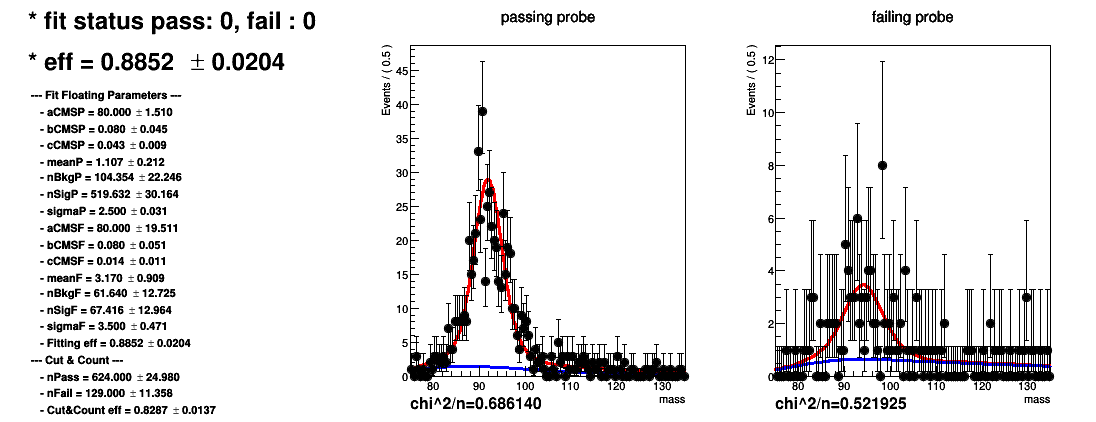 * fit status pass: 0, fail : 0
* eff = 0.8852 ± 0.0204
--- Fit Floating Parameters ---
- aCMSP = 80.000 ± 1.510
- bCMSP = 0.080 ± 0.045
- cCMSP = 0.043 ± 0.009
- meanP = 1.107 ± 0.212
- nBkgP = 104.354 ± 22.246
- nSigP = 519.632 ± 30.164
- sigmaP = 2.500 ± 0.031
- aCMSF = 80.000 ± 19.511
- bCMSF = 0.080 ± 0.051
- cCMSF = 0.014 ± 0.011
- meanF = 3.170 ± 0.909
- nBkgF = 61.640 ± 12.725
- nSigF = 67.416 ± 12.964
- sigmaF = 3.500 ± 0.471
- Fitting eff = 0.8852 ± 0.0204
--- Cut & Count ---
- nPass = 624.000 ± 24.980
- nFail = 129.000 ± 11.358
- Cut&Count eff = 0.8287 ± 0.0137
passing probe
Events / ( 0.5 )
45
40
35
30
25
20
15
10
5
0
80 90 100 110 120 130
mass
chi^2/n=0.686140
failing probe
Events / ( 0.5 )
12
10
8
6
4
2
0
80 90 100 110 120 130
mass
chi^2/n=0.521925